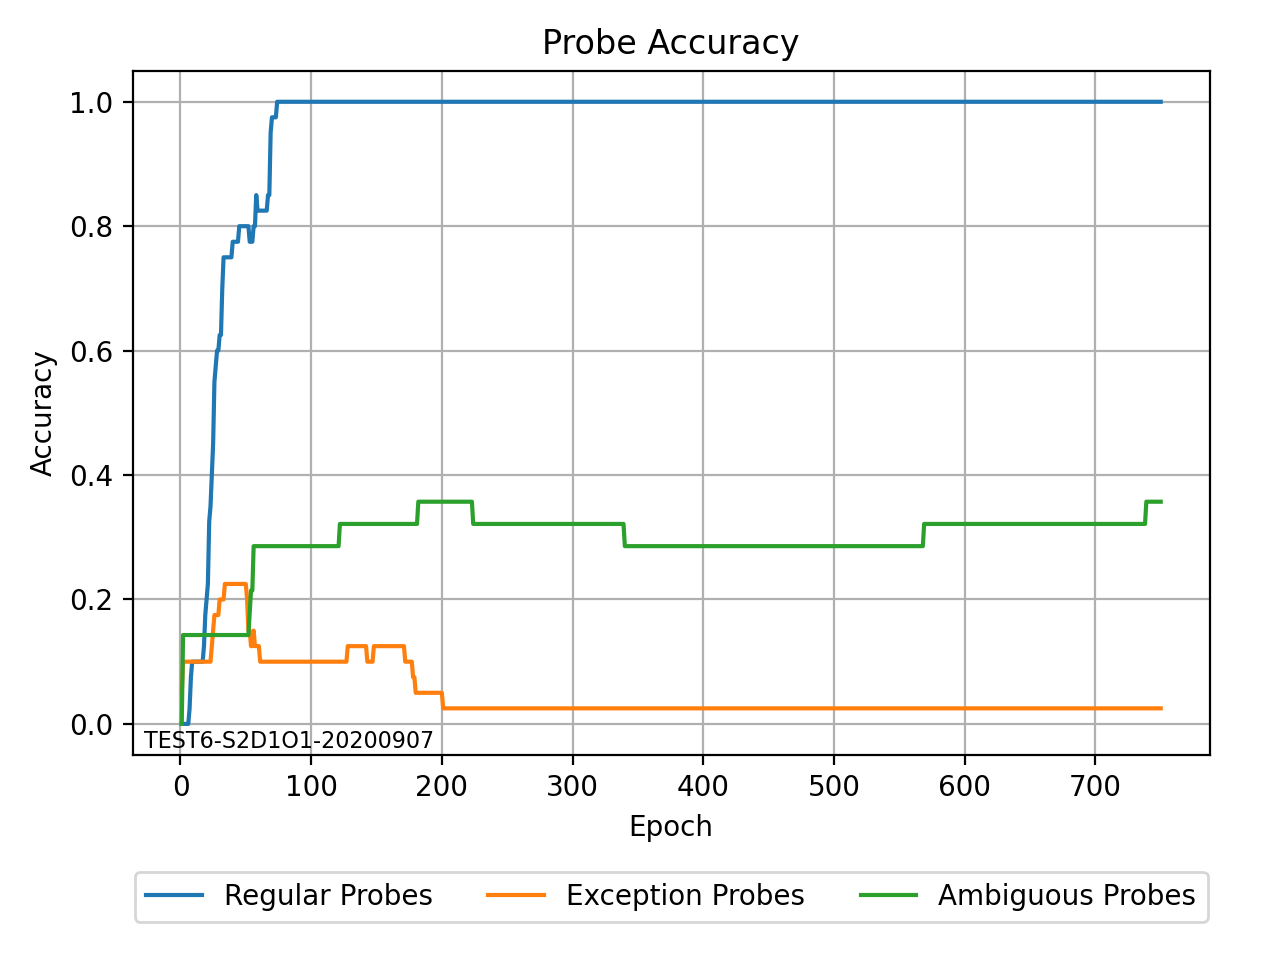 Probe Accuracy
Accuracy
1.0
0.8
0.6
0.4
0.2
0.0
TEST6-S2D1O1-20200907
0 100 200 300 400 500 600 700
Epoch
Regular Probes Exception Probes Ambiguous Probes